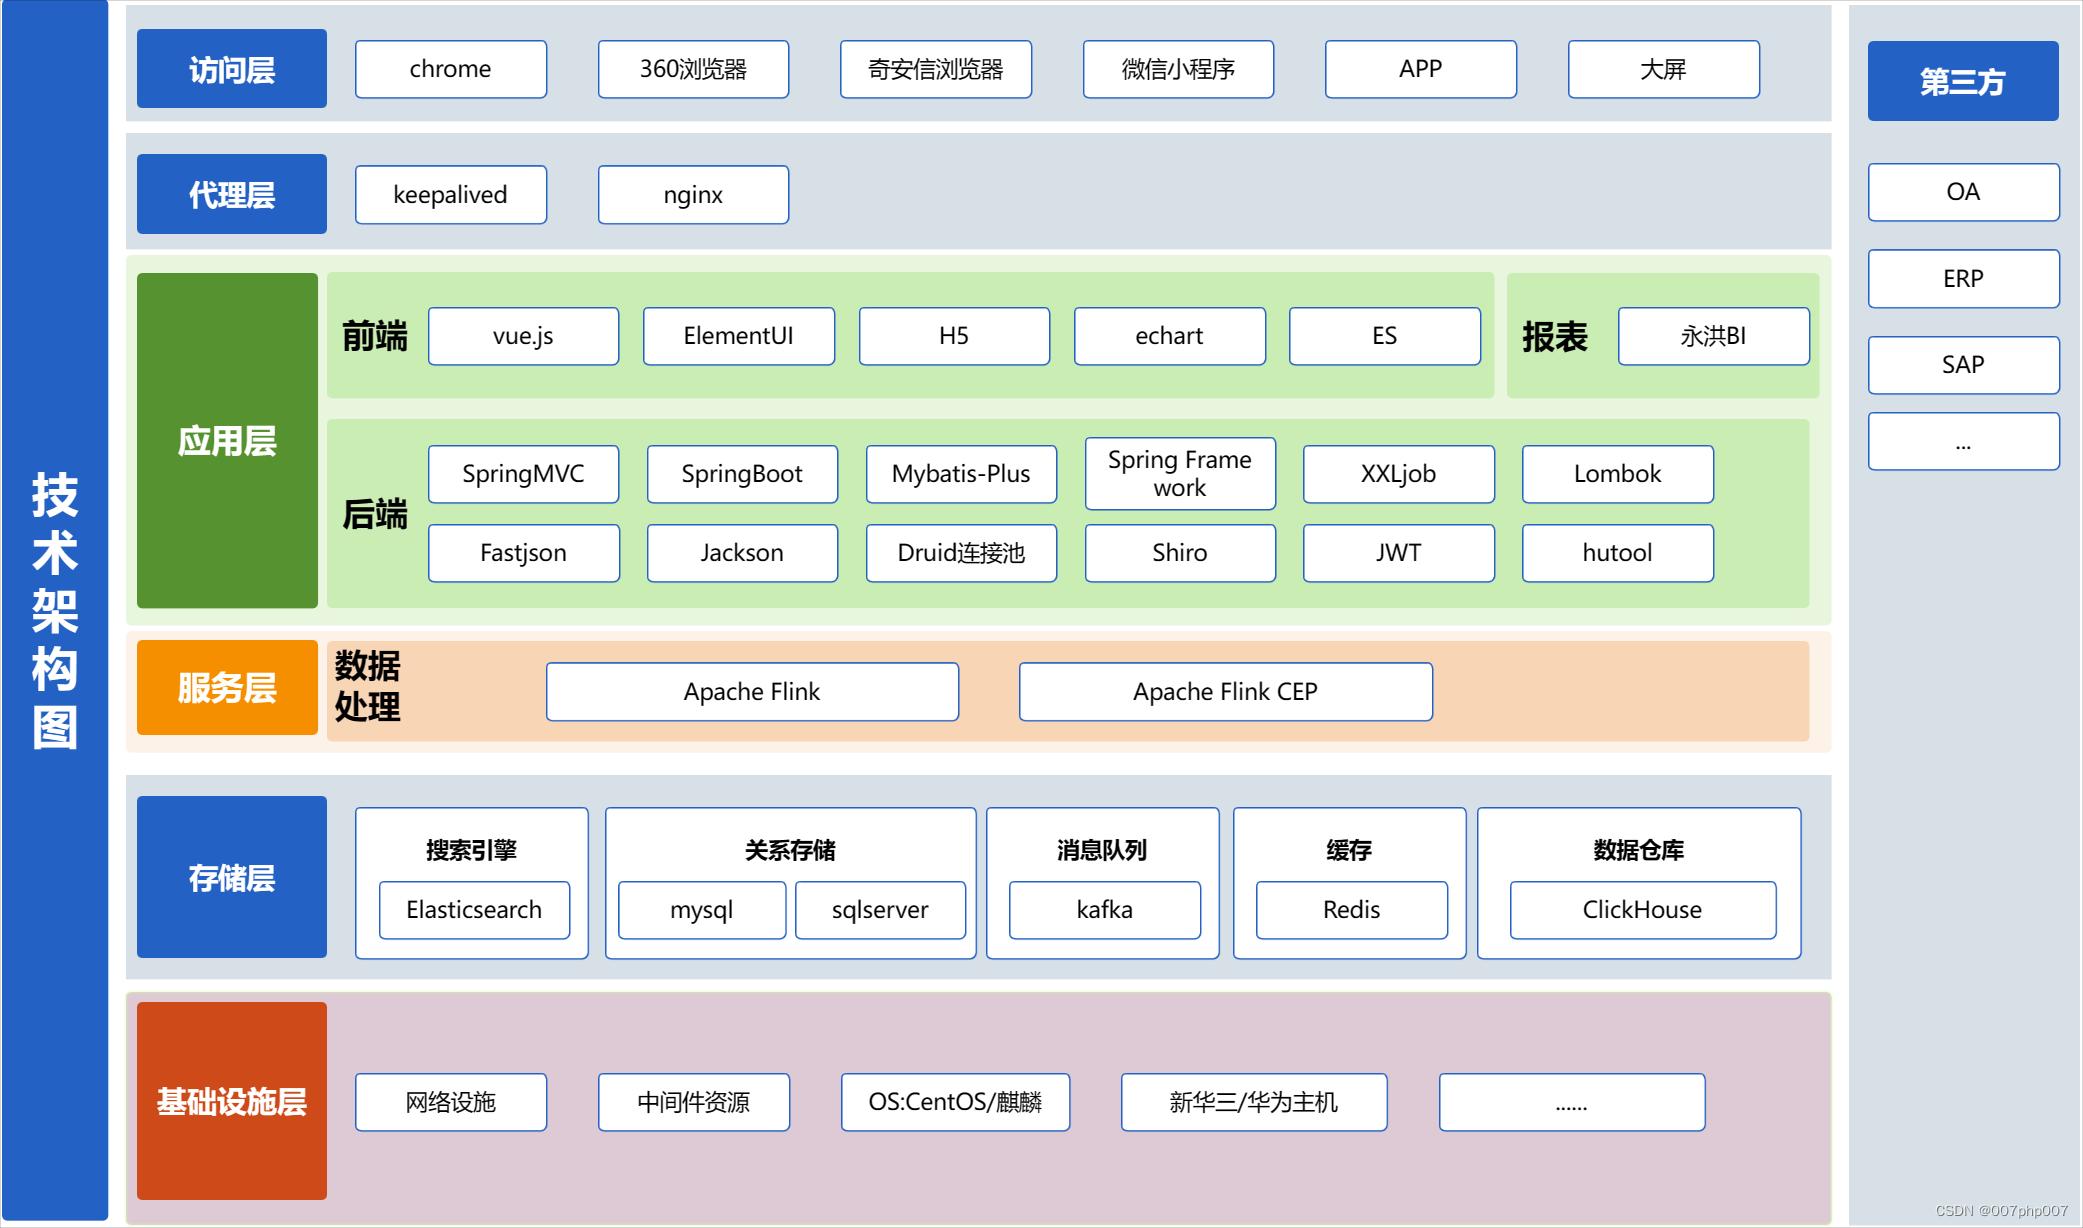 技术架构图
访问层
chrome
360浏览器
奇安信浏览器
微信小程序
APP
大屏
代理层
keepalived
nginx
应用层
前端
vue.js
ElementUI
H5
echart
ES
报表
永洪BI
后端
SpringMVC
SpringBoot
Mybatis-Plus
Spring Frame
work
XXLjob
Lombok
Fastjson
Jackson
Druid连接池
Shiro
JWT
hutool
服务层
数据
处理
Apache Flink
Apache Flink CEP
存储层
搜索引擎
Elasticsearch
关系存储
mysql
sqlserver
消息队列
kafka
缓存
Redis
数据仓库
ClickHouse
基础设施层
网络设施
中间件资源
OS:CentOS/麒麟
新华三/华为主机
......
第三方
OA
ERP
SAP
...
CSDN @007php007